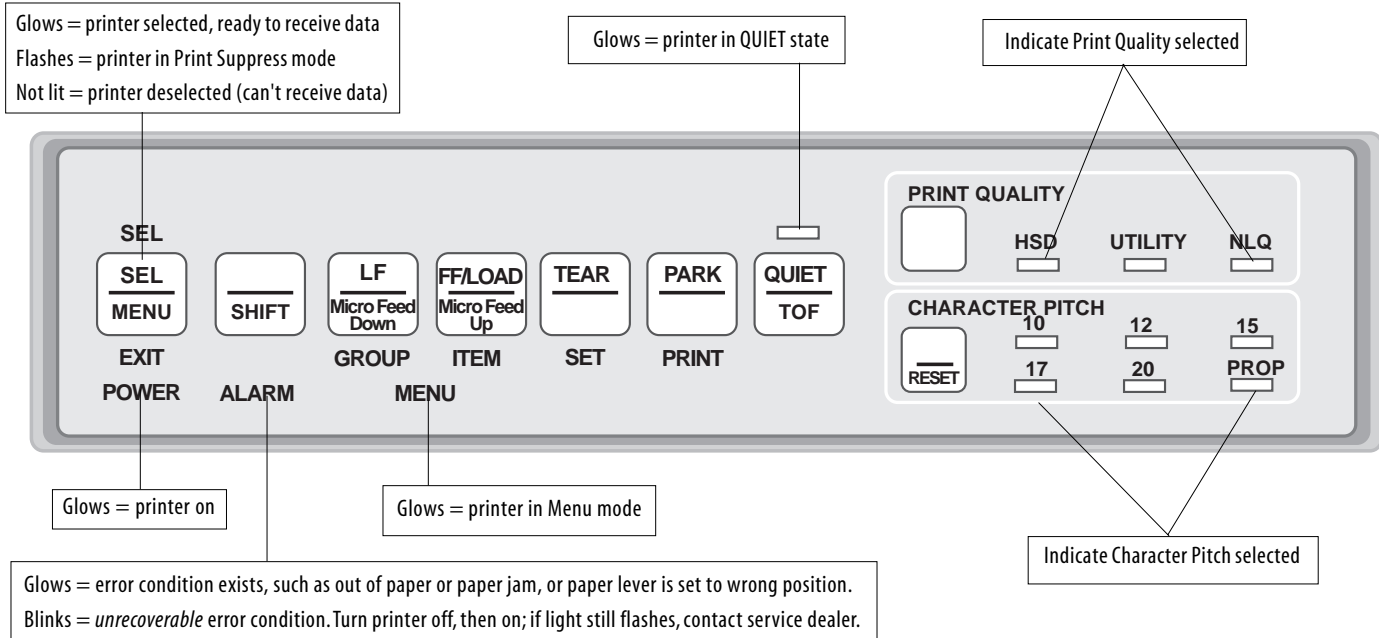 Glows = printer selected, ready to receive data
Flashes = printer in Print Suppress mode
Not lit = printer deselected (can't receive data)
Glows = printer in QUIET state
Indicate Print Quality selected
SEL
SEL
MENU
EXIT
POWER
SHIFT
ALARM
LF
Micro Feed
Down
GROUP
FF/LOAD
Micro Feed
Up
ITEM
MENU
TEAR
SET
PARK
PRINT
QUIET
TOF
PRINT QUALITY
HSD UTILITY NLQ
CHARACTER PITCH
10 12 15
RESET
17 20 PROP
Glows = printer on
Glows = printer in Menu mode
Indicate Character Pitch selected
Glows = error condition exists, such as out of paper or paper jam, or paper lever is set to wrong position.
Blinks = unrecoverable error condition. Turn printer off, then on; if light still flashes, contact service dealer.